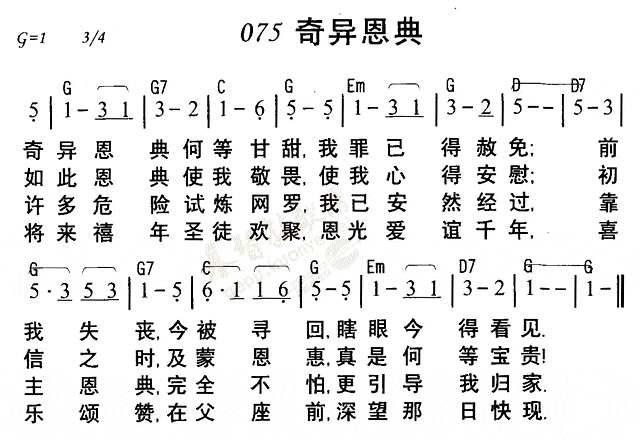 G=1 3/4 075 奇异恩典
G G7 C G Em G D D7
5 | 1 - 3 1 | 3 - 2 | 1 - 6 | 5 - 5 | 1 - 3 1 | 3 - 2 | 5 - - | 5 - 3 |
奇 异 恩 典 何 等 甘 甜, 我 罪 已 得 赦 免; 前
如 此 恩 典 使 我 敬 畏, 使 我 心 得 安 慰; 初
许 多 危 险 试 炼 网 罗, 我 已 安 然 经 过, 靠
将 来 禧 年 圣 徒 欢 聚, 恩 光 爱 谊 千 年, 喜
G G7 C G Em D7 G G
5 · 3 5 3 | 1 - 5 | 6 · 1 1 6 | 5 - 5 | 1 - 3 1 | 3 - 2 | 1 - - | 1 - ‖
我 失 丧, 今 被 寻 回, 瞎 眼 今 得 看 见.
信 之 时, 及 蒙 恩 惠, 真 是 何 等 宝 贵!
主 恩 典, 完 全 不 怕, 更 引 导 我 归 家.
乐 颂 赞, 在 父 座 前, 深 望 那 日 快 现.